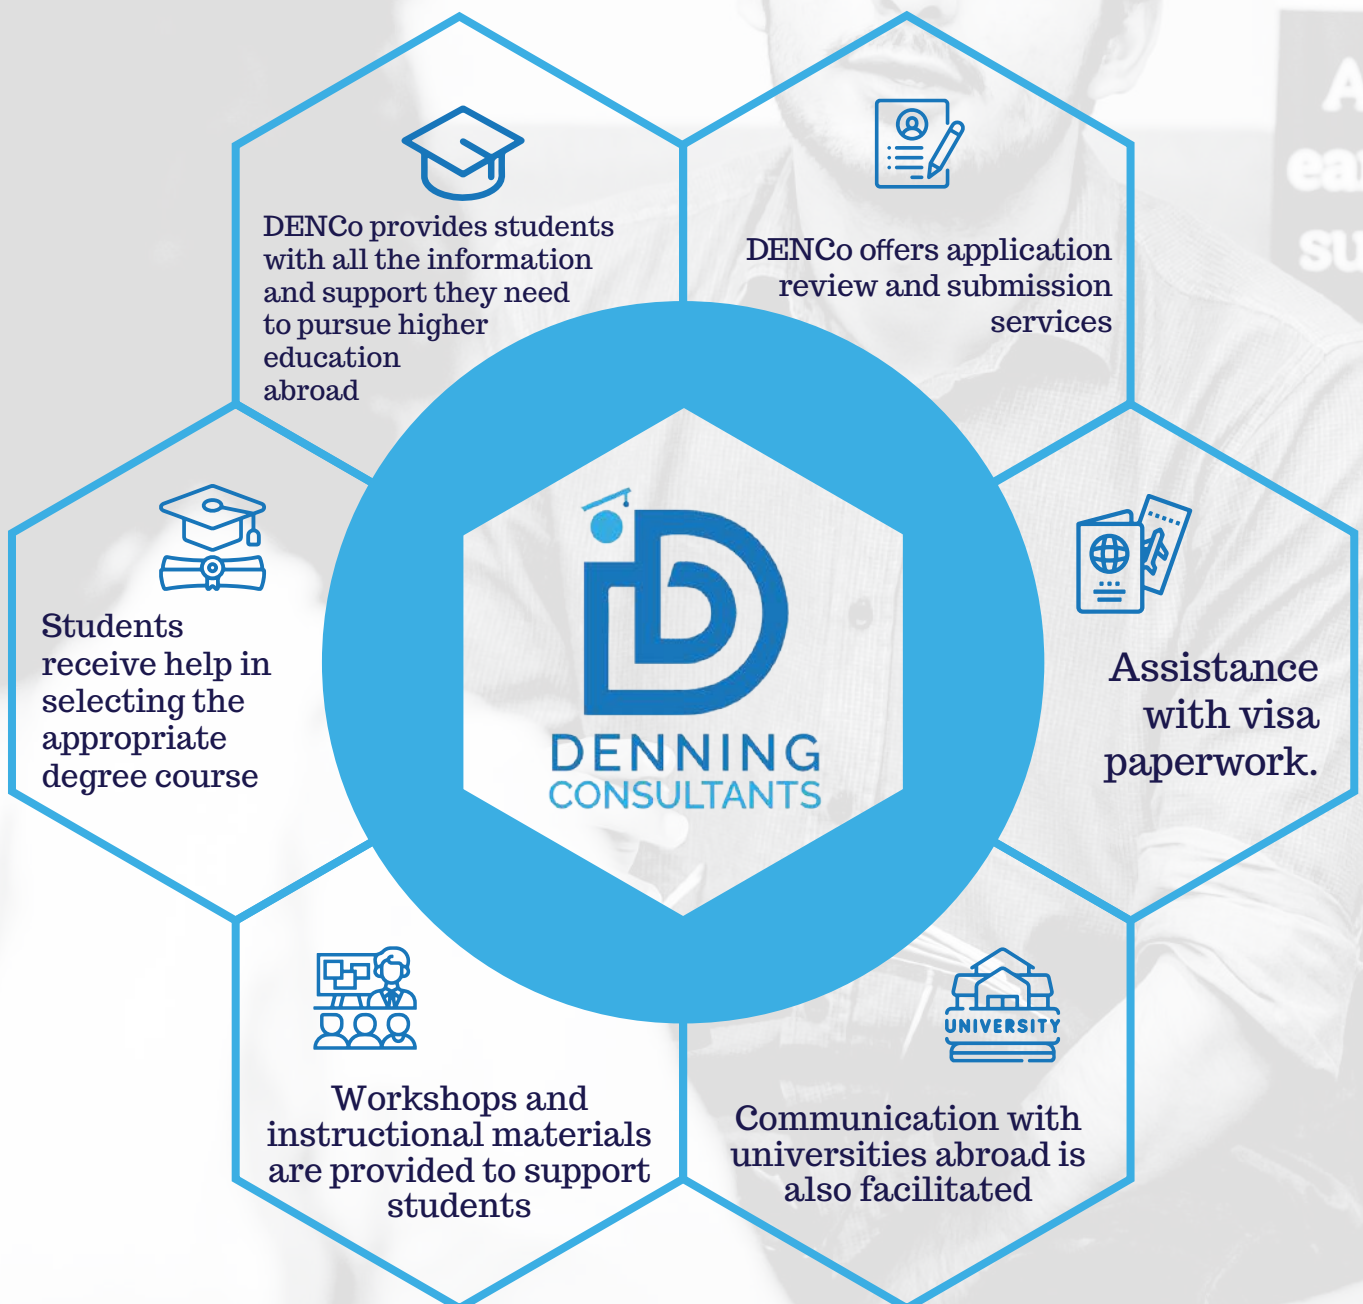 DENCo provides students
with all the information
and support they need
to pursue higher
education
abroad
DENCo offers application
review and submission
services
Students
receive help in
selecting the
appropriate
degree course
DENNING
CONSULTANTS
Assistance
with visa
paperwork.
Workshops and
instructional materials
are provided to support
students
UNIVERSITY
Communication with
universities abroad is
also facilitated